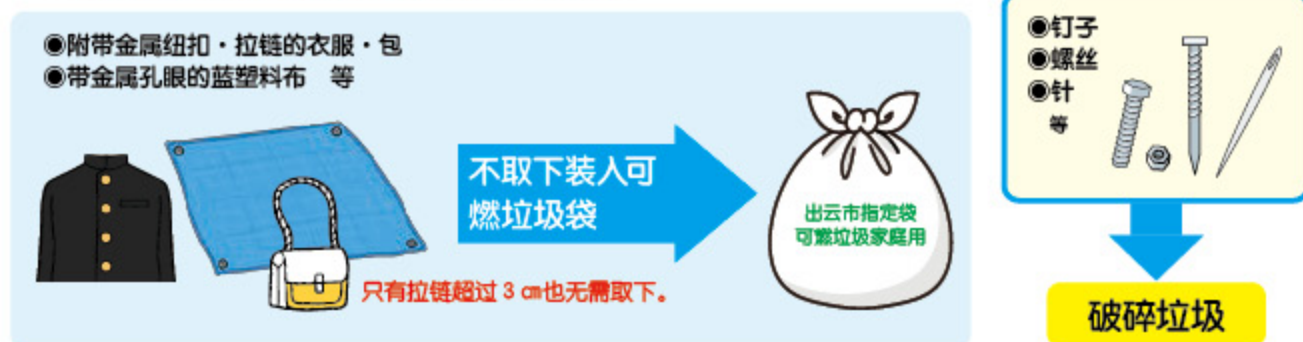 ◉附带金属纽扣・拉链的衣服・包
◉带金属孔眼的蓝塑料布　等
不取下装入可
燃垃圾袋
只有拉链超过 3 ㎝也无需取下。
出云市指定袋
可燃垃圾家庭用
◉钉子
◉螺丝
◉针
等
破碎垃圾